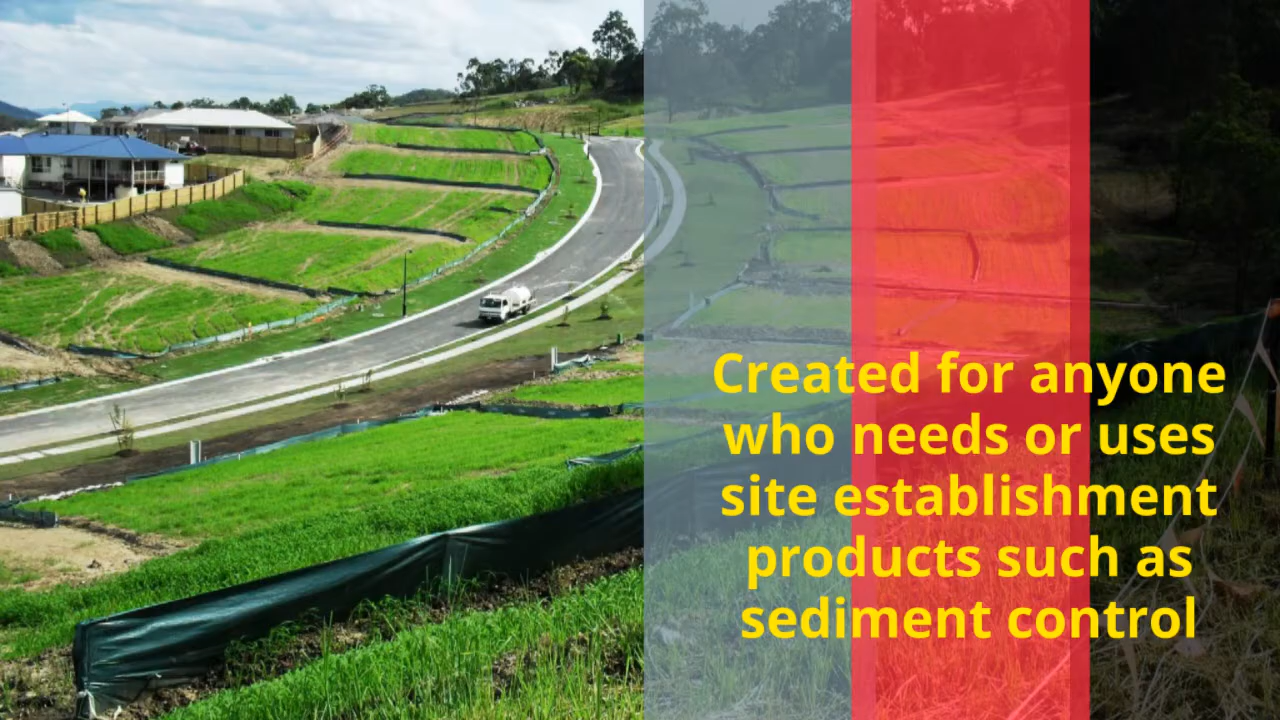 Created for anyone
who needs or uses
site establishment
products such as
sediment control